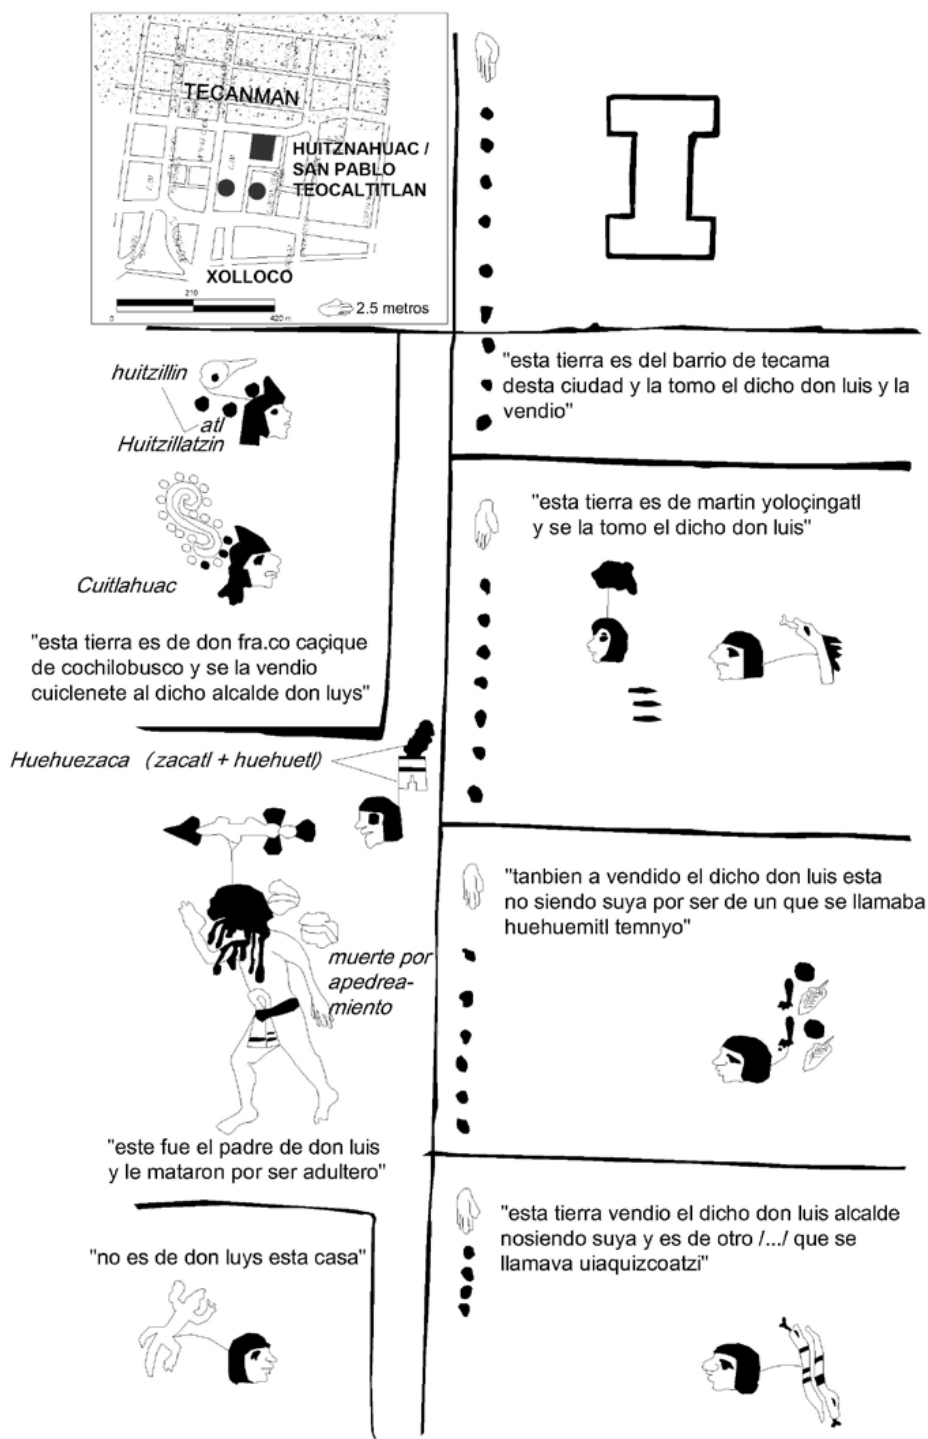 TECANMAN
HUITZNAHUAC /
SAN PABLO
TEOCALTITLAN
XOLLOCO
210
0
420 m
2.5 metros
"esta tierra es del barrio de tecama
desta ciudad y la tomo el dicho don luis y la
vendio"
huitzillin
atl
Huitzillatzin
Cuitlahuac
"esta tierra es de don fra.co caçique
de cochilobusco y se la vendio
cuiclenete al dicho alcalde don luys"
"esta tierra es de martin yoloçingatl
y se la tomo el dicho don luis"
Huehuezaca (zacatl + huehuetl)
"tanbien a vendido el dicho don luis esta
no siendo suya por ser de un que se llamaba
huehuemitl temnyo"
muerte por
apedrea-
miento
"este fue el padre de don luis
y le mataron por ser adultero"
"esta tierra vendio el dicho don luis alcalde
nosiendo suya y es de otro /.../ que se
llamava uiaquizcoatzi"
"no es de don luys esta casa"